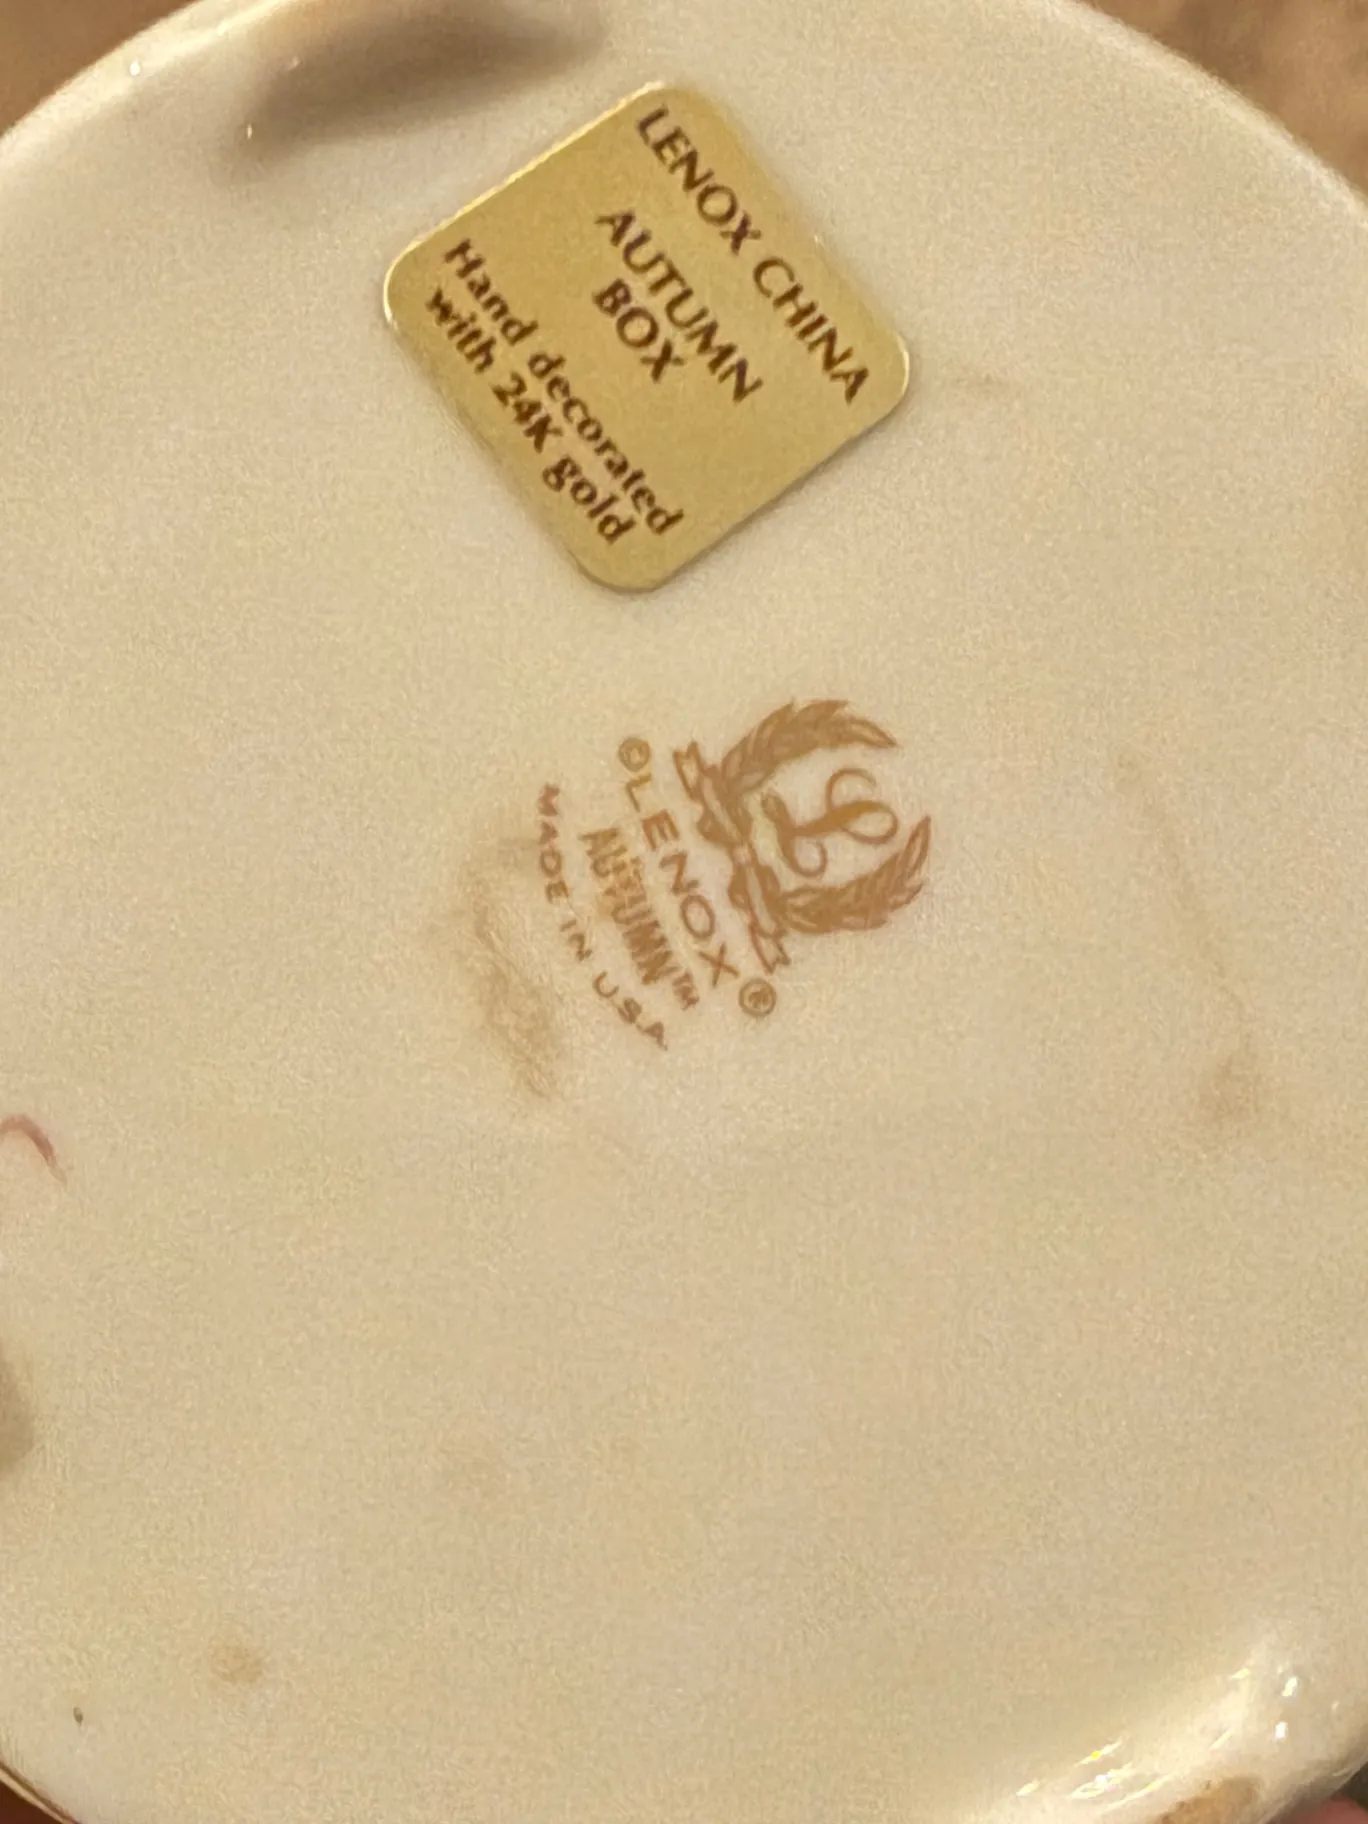 LENOX CHINA
AUTUMN
BOX
Hand decorated
with 24K gold
L
©LENOX®
AUTUMN™
MADE IN U.S.A